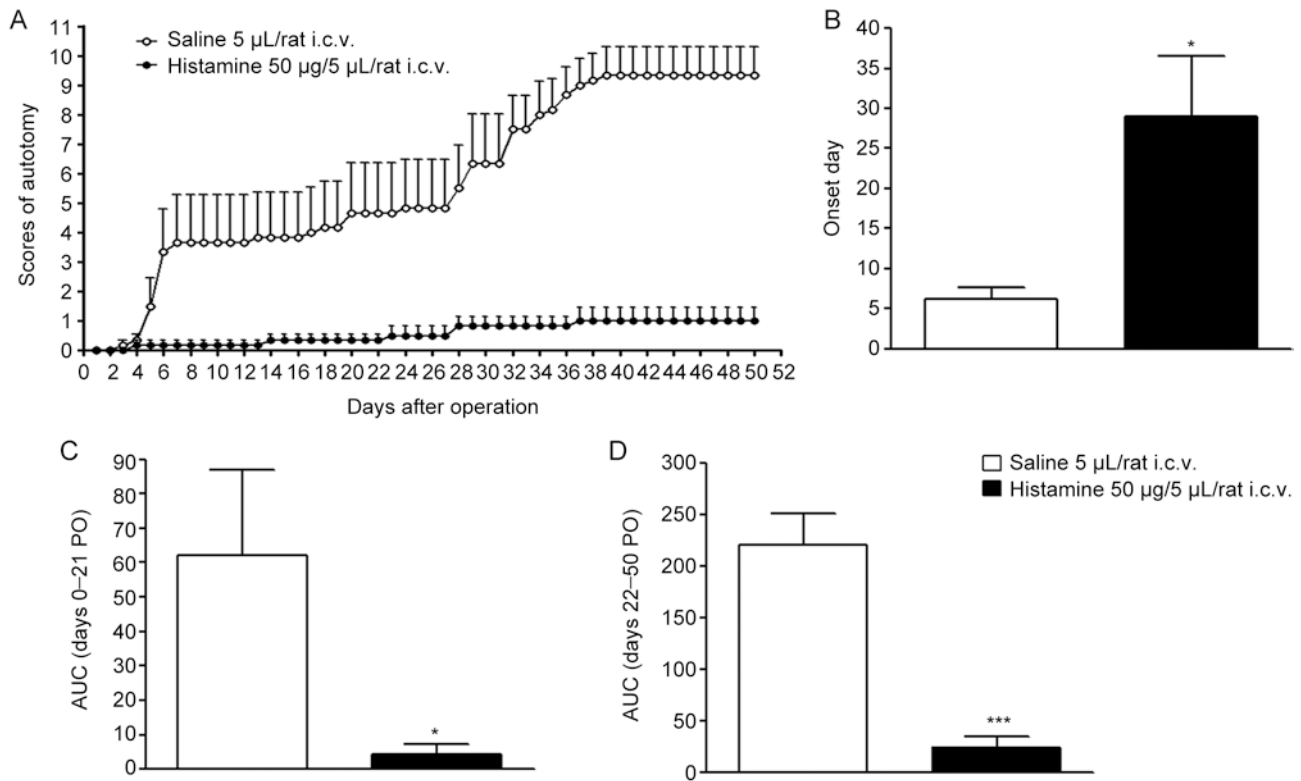 A
Saline 5 μL/rat i.c.v.
Histamine 50 μg/5 μL/rat i.c.v.
Scores of autotomy
11
10
9
8
7
6
5
4
3
2
1
0
0 2 4 6 8 10 12 14 16 18 20 22 24 26 28 30 32 34 36 38 40 42 44 46 48 50 52
Days after operation
B
*
Onset day
40
35
30
25
20
15
10
5
0
C
AUC (days 0–21 PO)
90
80
70
60
50
40
30
20
10
0
*
D
Saline 5 μL/rat i.c.v.
Histamine 50 μg/5 μL/rat i.c.v.
AUC (days 22–50 PO)
300
250
200
150
100
50
0
***